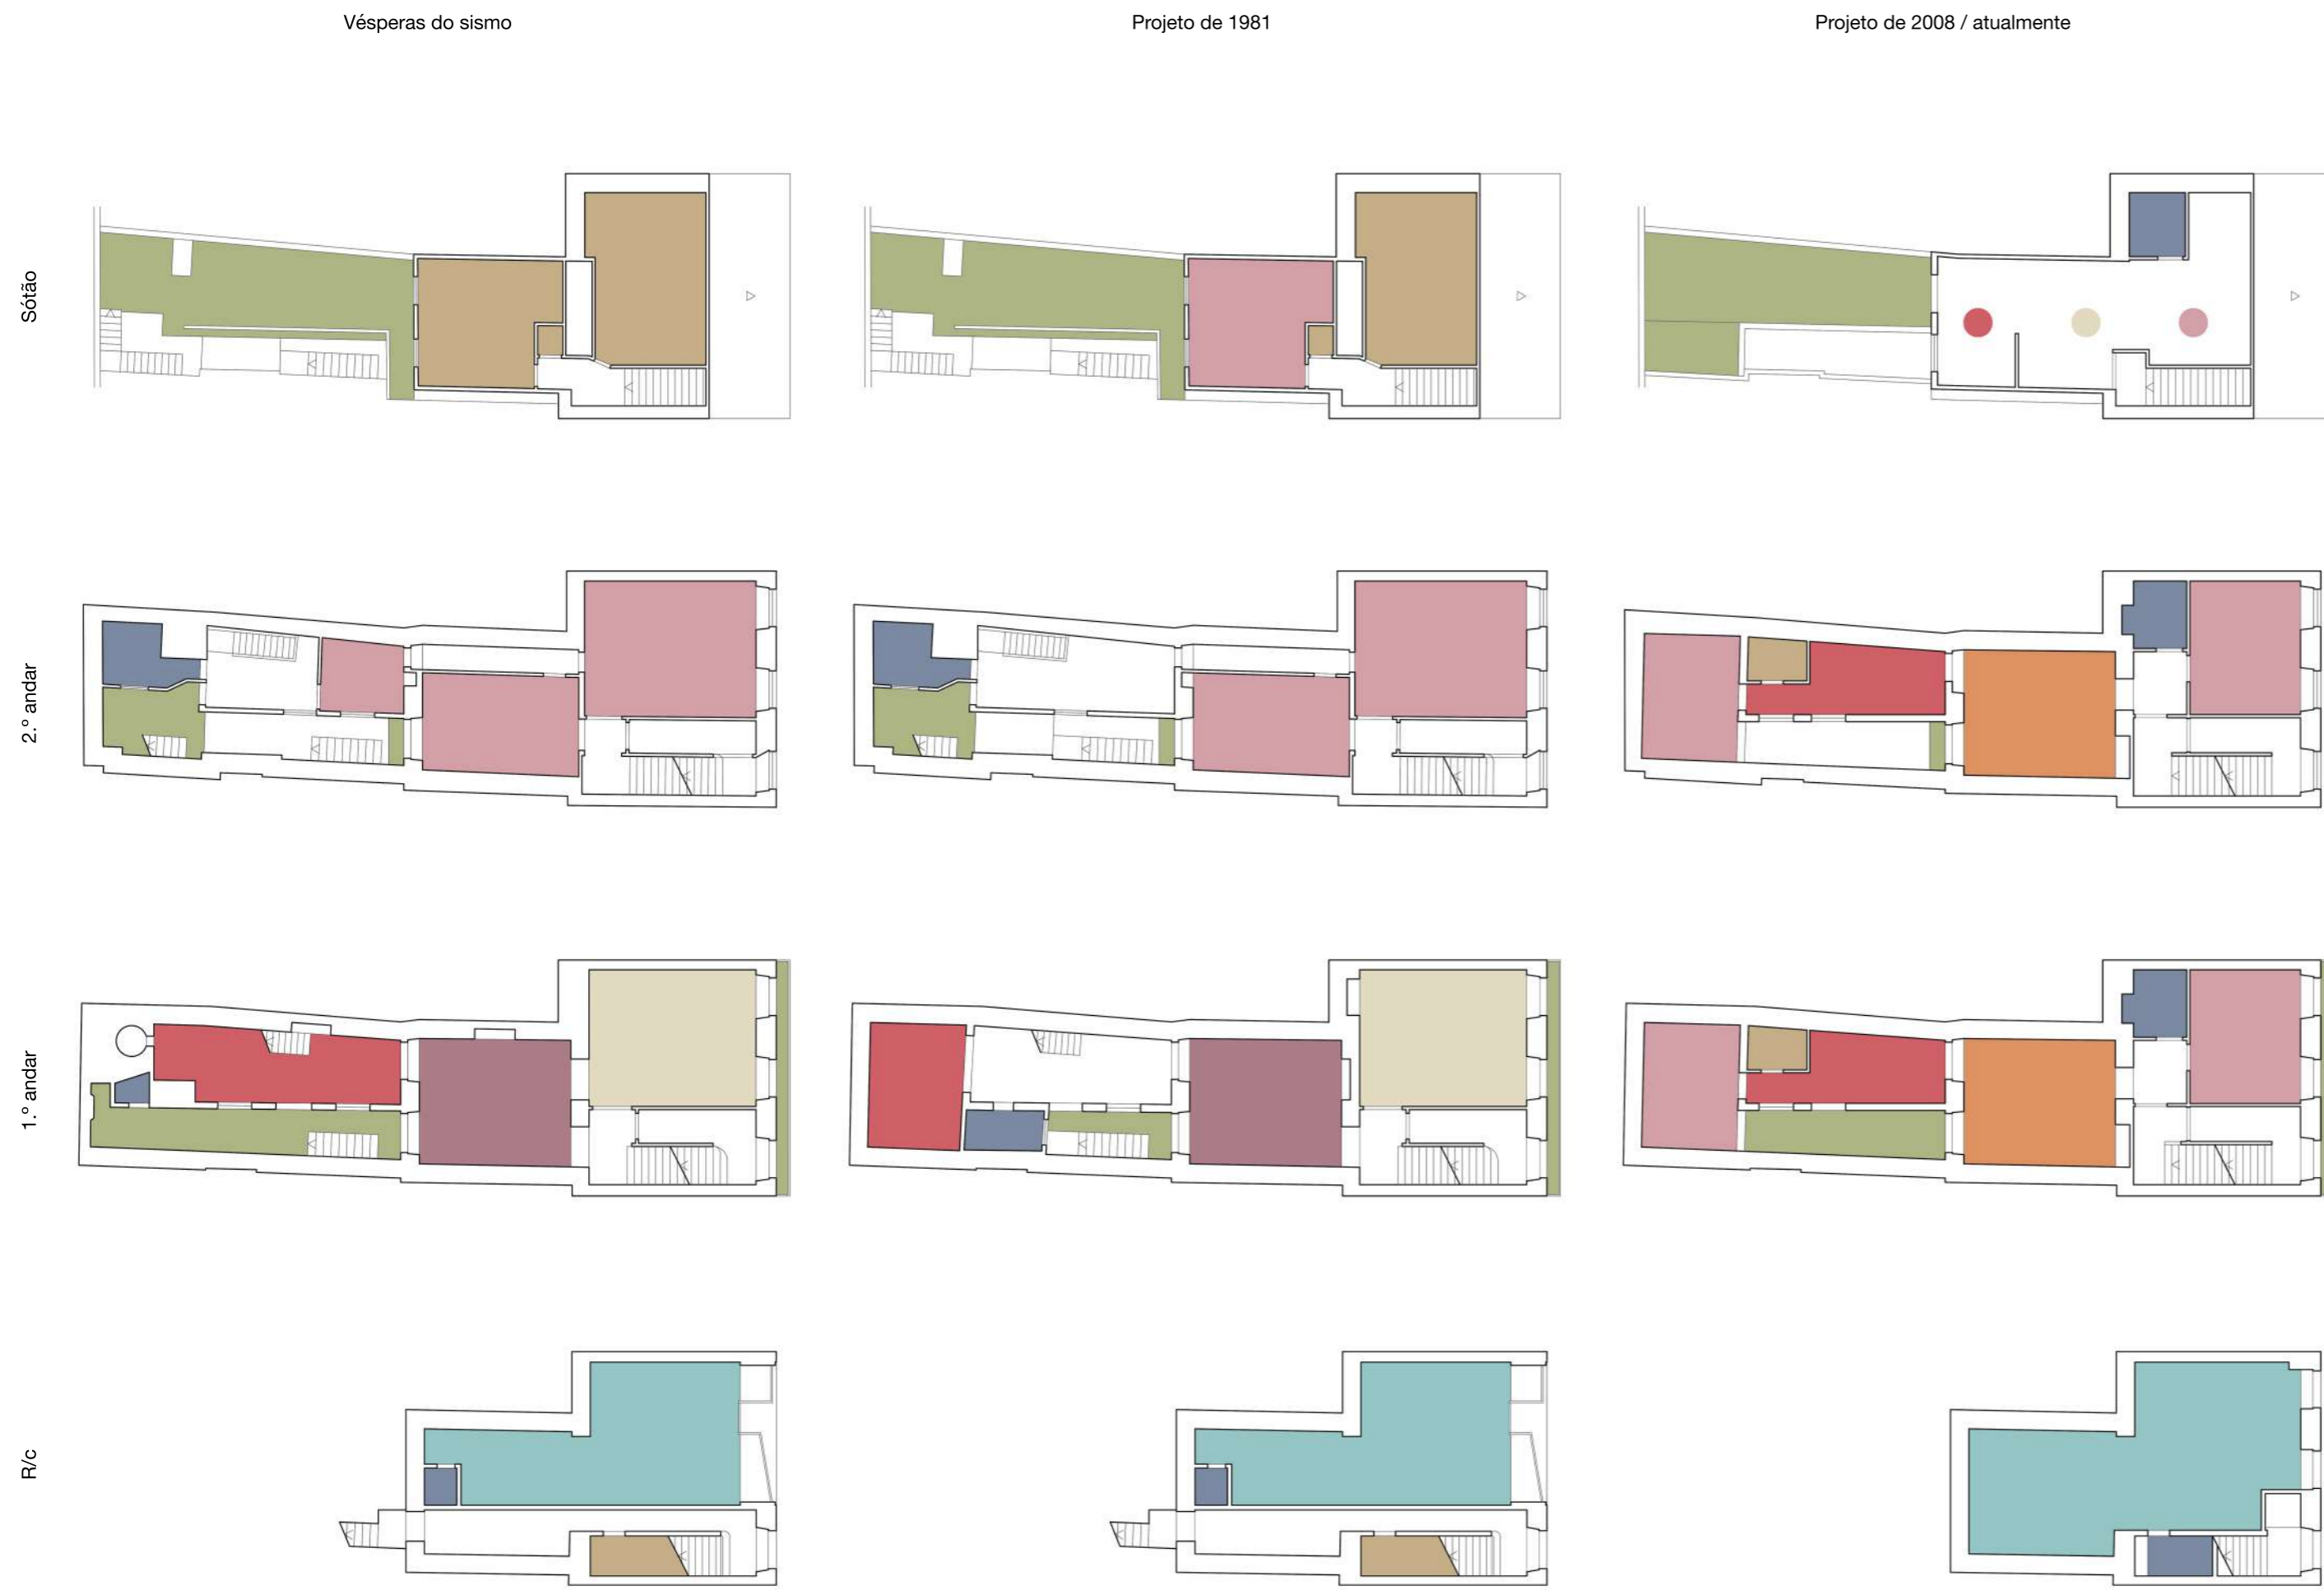 Vésperas do sismo
Projeto de 1981
Projeto de 2008 / atualmente
Sótão
2.º andar
1.º andar
R/c